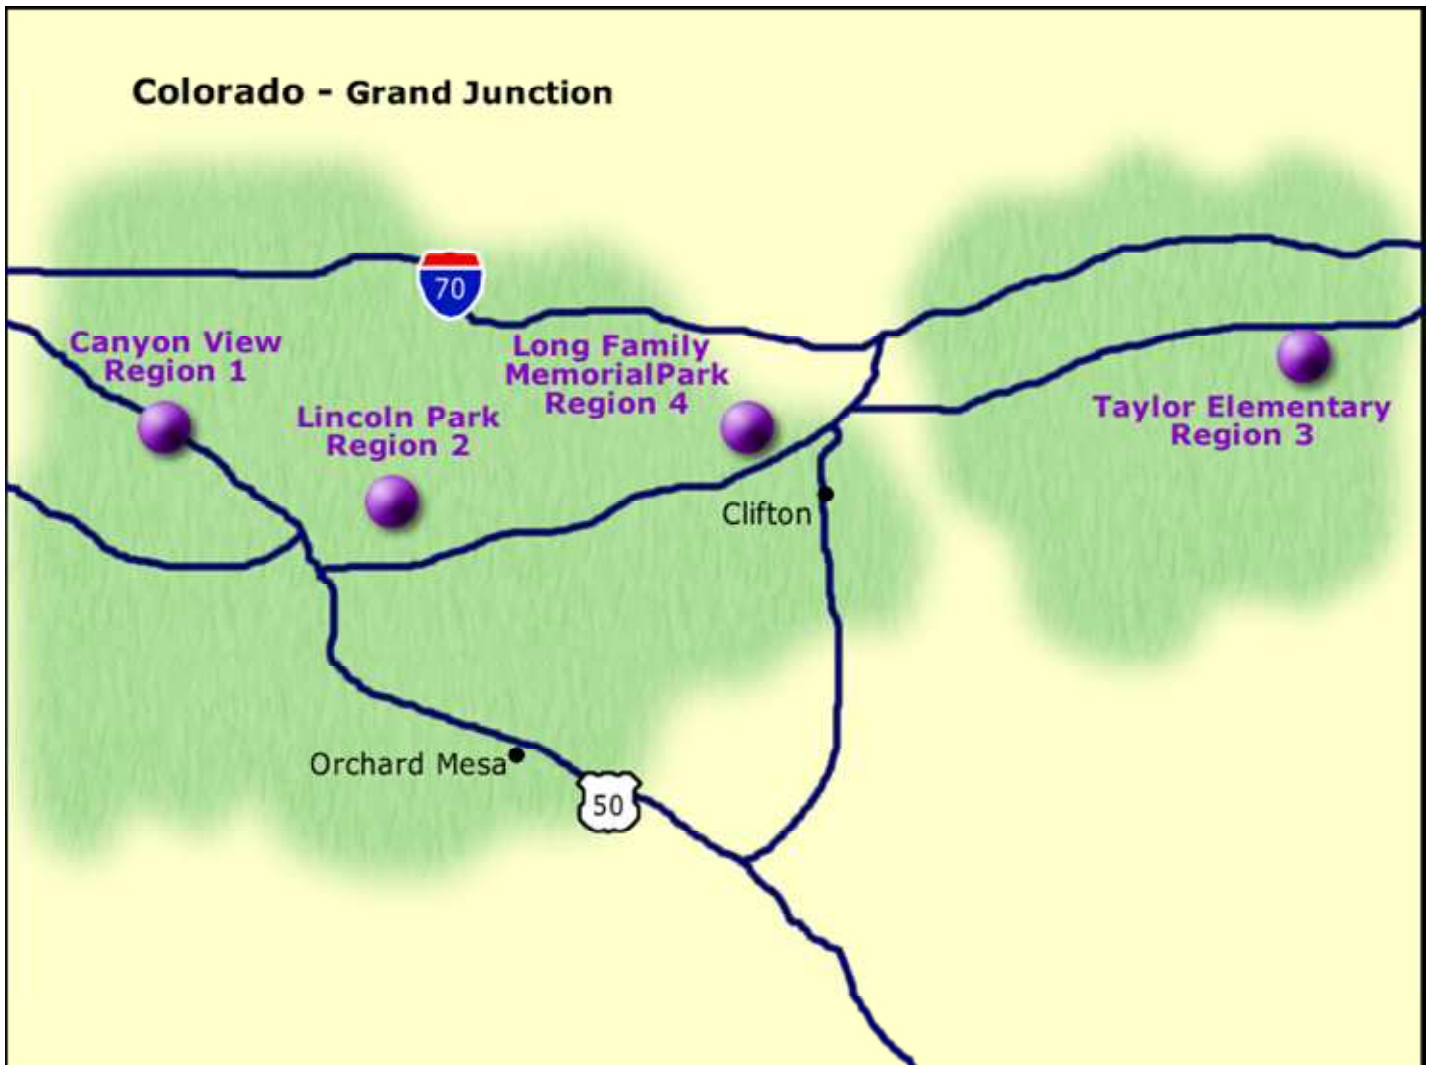 Colorado - Grand Junction
70
Canyon View
Region 1
Long Family
MemorialPark
Region 4
Lincoln Park
Region 2
Taylor Elementary
Region 3
Clifton
Orchard Mesa
50